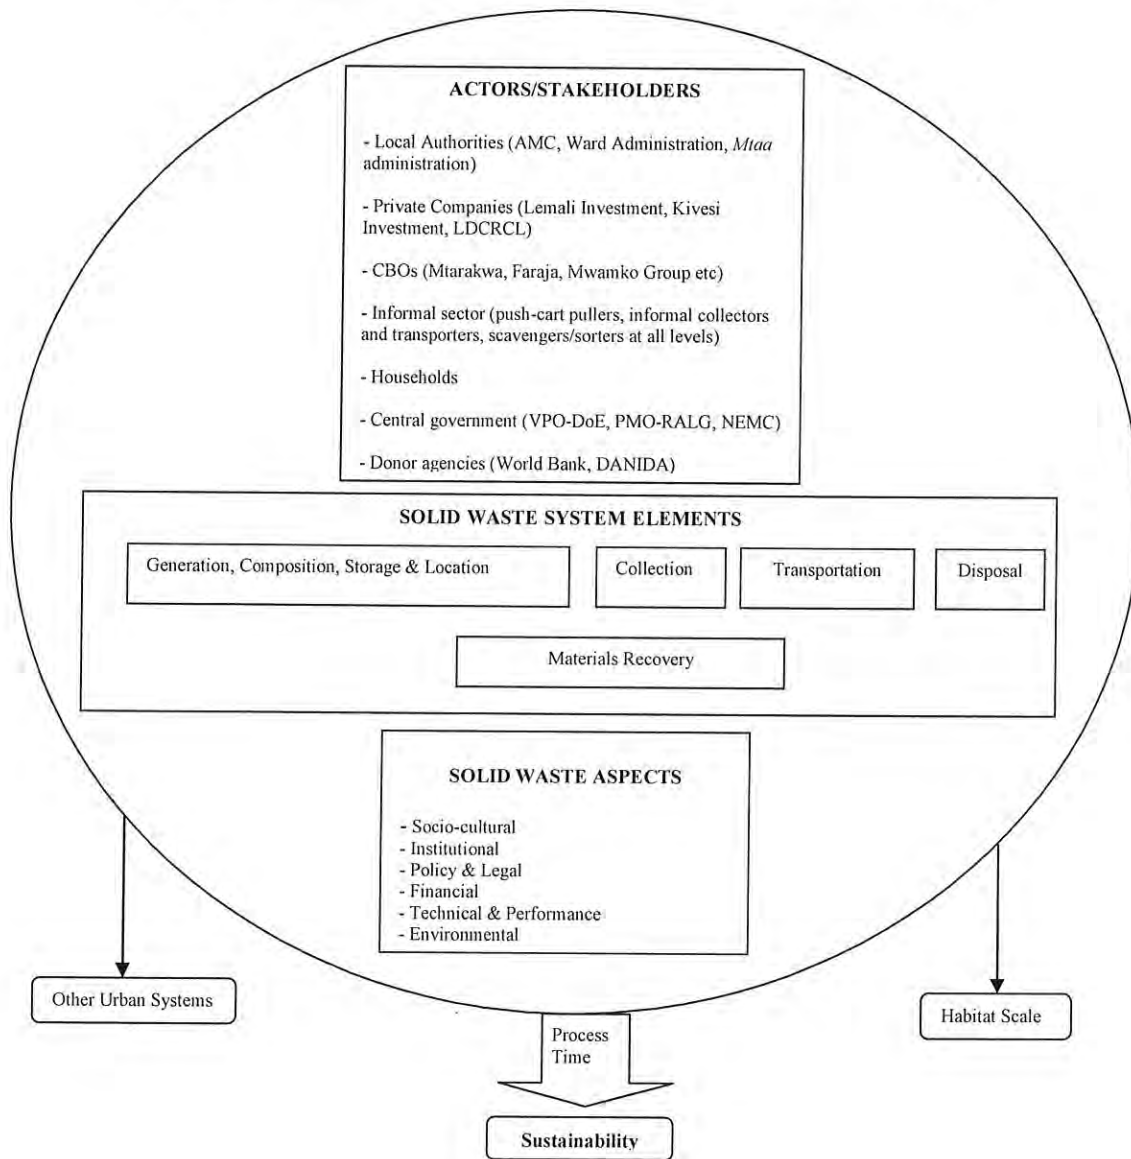 ACTORS/STAKEHOLDERS
- Local Authorities (AMC, Ward Administration, Mtaa
administration)
- Private Companies (Lemali Investment, Kivesi
Investment, LDCRCL)
- CBOs (Mtarakwa, Faraja, Mwamko Group etc)
- Informal sector (push-cart pullers, informal collectors
and transporters, scavengers/sorters at all levels)
- Households
- Central government (VPO-DoE, PMO-RALG, NEMC)
- Donor agencies (World Bank, DANIDA)
SOLID WASTE SYSTEM ELEMENTS
Generation, Composition, Storage & Location
Collection
Transportation
Disposal
Materials Recovery
SOLID WASTE ASPECTS
- Socio-cultural
- Institutional
- Policy & Legal
- Financial
- Technical & Performance
- Environmental
Other Urban Systems
Habitat Scale
Process
Time
Sustainability